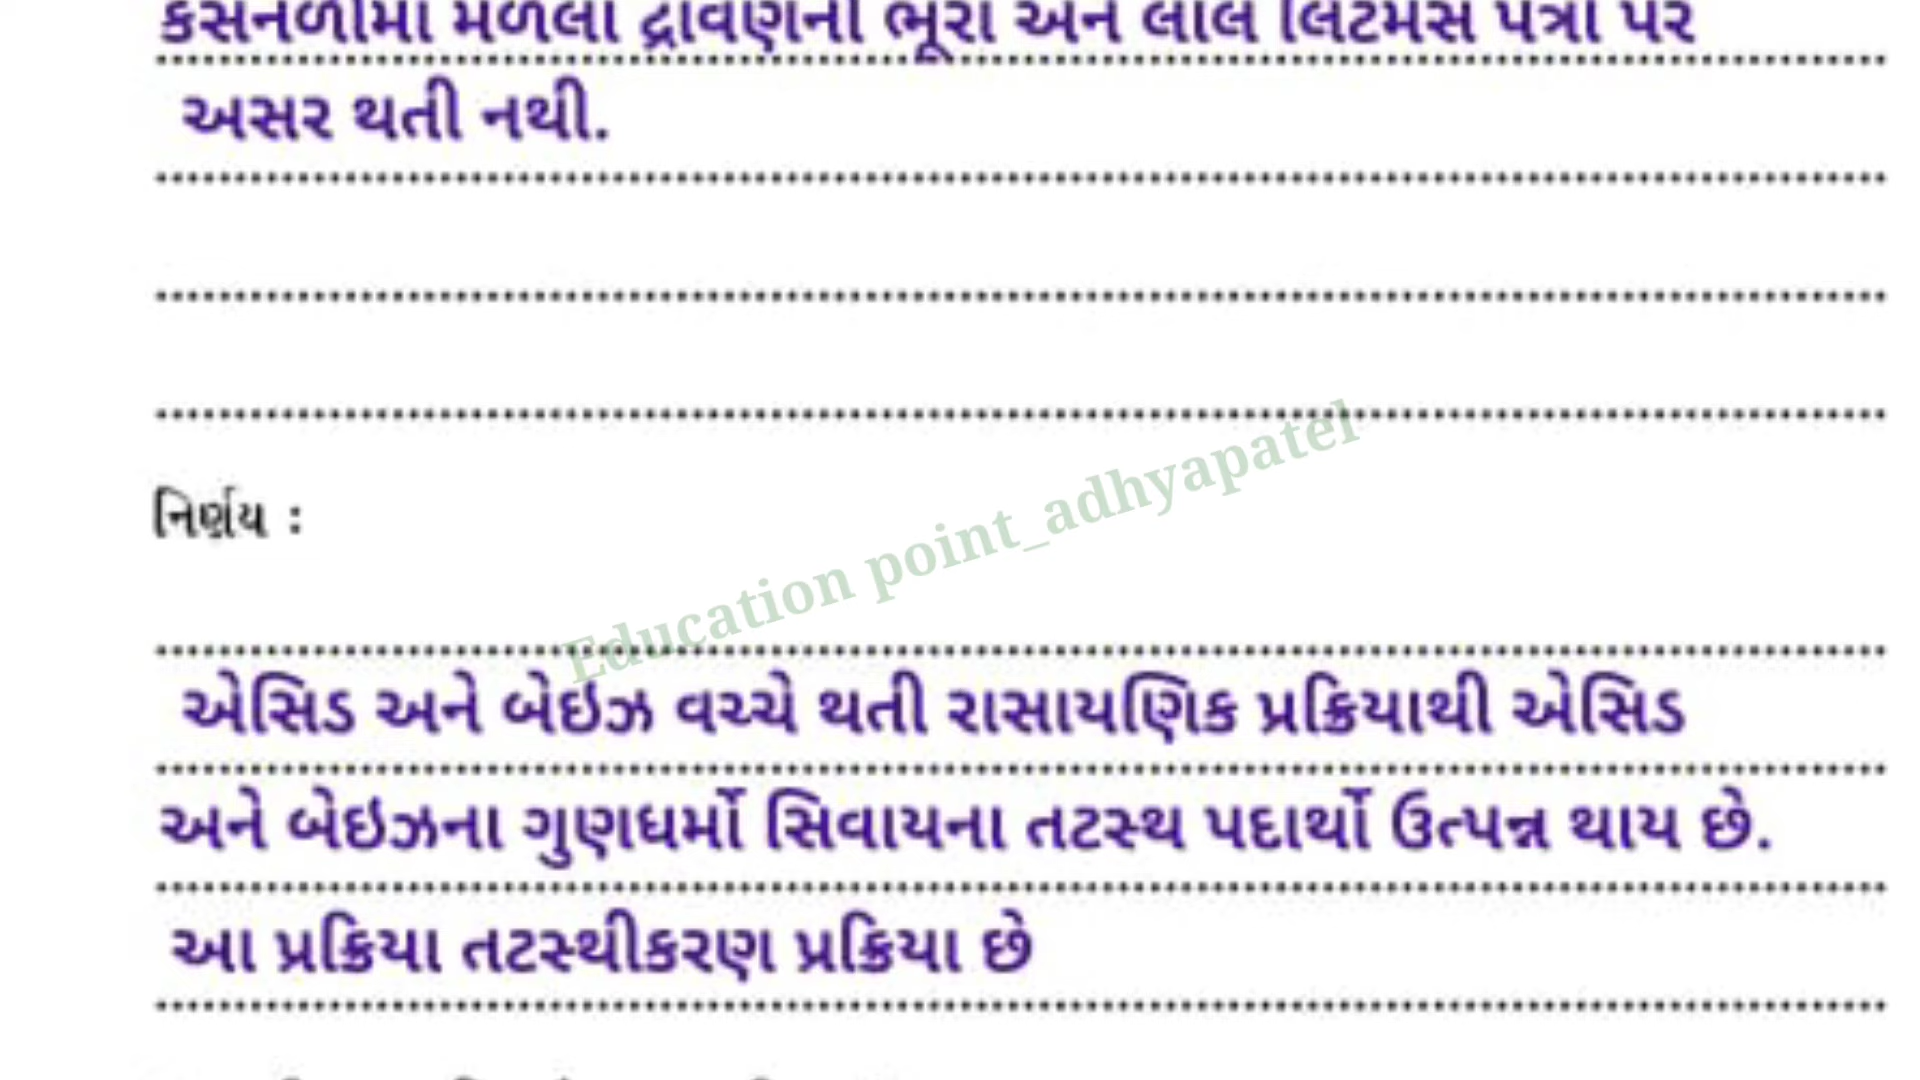 કસનળીમાં મળેલા દ્રાવણની ભૂરા અને લાલ લિટમસ પત્રો પર
અસર થતી નથી.
નિર્ણય :
Education point_adhyapatel
એસિડ અને બેઇઝ વચ્ચે થતી રાસાયણિક પ્રક્રિયાથી એસિડ
અને બેઇઝના ગુણધર્મો સિવાયના તટસ્થ પદાર્થો ઉત્પન્ન થાય છે.
આ પ્રક્રિયા તટસ્થીકરણ પ્રક્રિયા છે